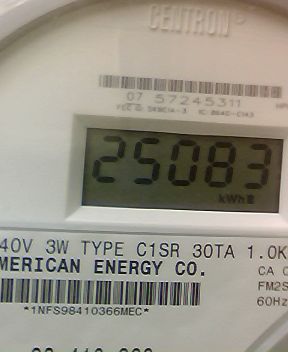 CENTRON®
07 57245311
25083
kWh
40V 3W TYPE C1SR 30TA 1.0K
MERICAN ENERGY CO.
CA 0
FM2S
60Hz
*1NFS98410366MEC*